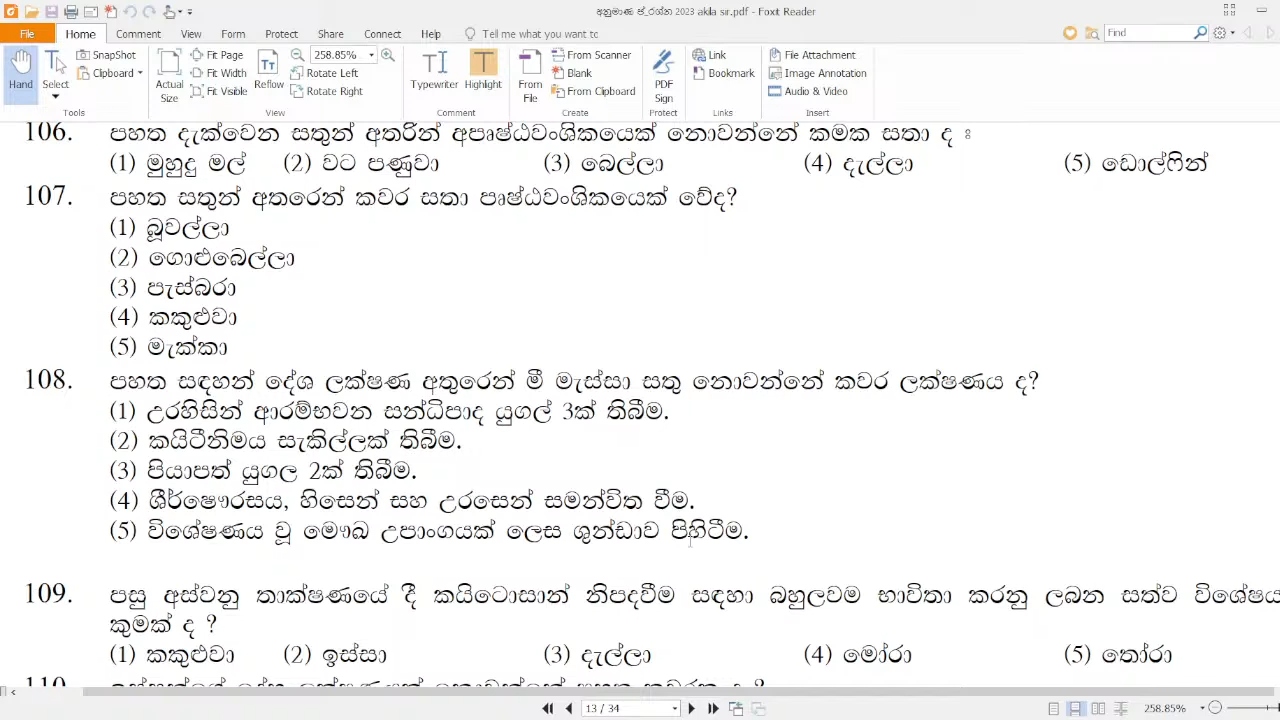 අනුමාණ ප්‍රශ්න 2023 akila sr.pdf - Foxit Reader
File Home Comment View Form Protect Share Connect Help Tell me what you want to Find
Hand Select SnapShot Clipboard Actual Size Fit Page Fit Width Fit Visible Reflow 258.85% Rotate Left Rotate Right Typewriter Highlight From File From Scanner Blank From Clipboard PDF Sign Link Bookmark File Attachment Image Annotation Audio & Video
Tools View Comment Create Protect Links Insert
106. පහත දැක්වෙන සතුන් අතරින් අපෘෂ්ඨවංශිකයෙක් නොවන්නේ කමක සතා ද :
(1) මුහුදු මල් (2) වට පණුවා (3) බෙල්ලා (4) දැල්ලා (5) ඩොල්ෆින්
107. පහත සතුන් අතරෙන් කවර සතා පෘෂ්ඨවංශිකයෙක් වේද?
(1) බූවල්ලා
(2) ගොළුබෙල්ලා
(3) පැස්බරා
(4) කකුළුවා
(5) මැක්කා
108. පහත සඳහන් දේශ ලක්ෂණ අතුරෙන් මී මැස්සා සතු නොවන්නේ කවර ලක්ෂණය ද?
(1) උරහිසින් ආරම්භවන සන්ධිපාද යුගල් 3ක් තිබීම.
(2) කයිටීනිමය සැකිල්ලක් තිබීම.
(3) පියාපත් යුගල 2ක් තිබීම.
(4) ශීර්ෂෞරසය, හිසෙන් සහ උරසෙන් සමන්විත වීම.
(5) විශේෂණය වූ මෞඛ උපාංගයක් ලෙස ශුන්ඩාව පිහිටීම.
109. පසු අස්වනු තාක්ෂණයේ දී කයිටොසාන් නිපදවීම සඳහා බහුලවම භාවිතා කරනු ලබන සත්ව විශේෂය
කුමක් ද ?
(1) කකුළුවා (2) ඉස්සා (3) දැල්ලා (4) මෝරා (5) තෝරා
13 / 34 258.85%